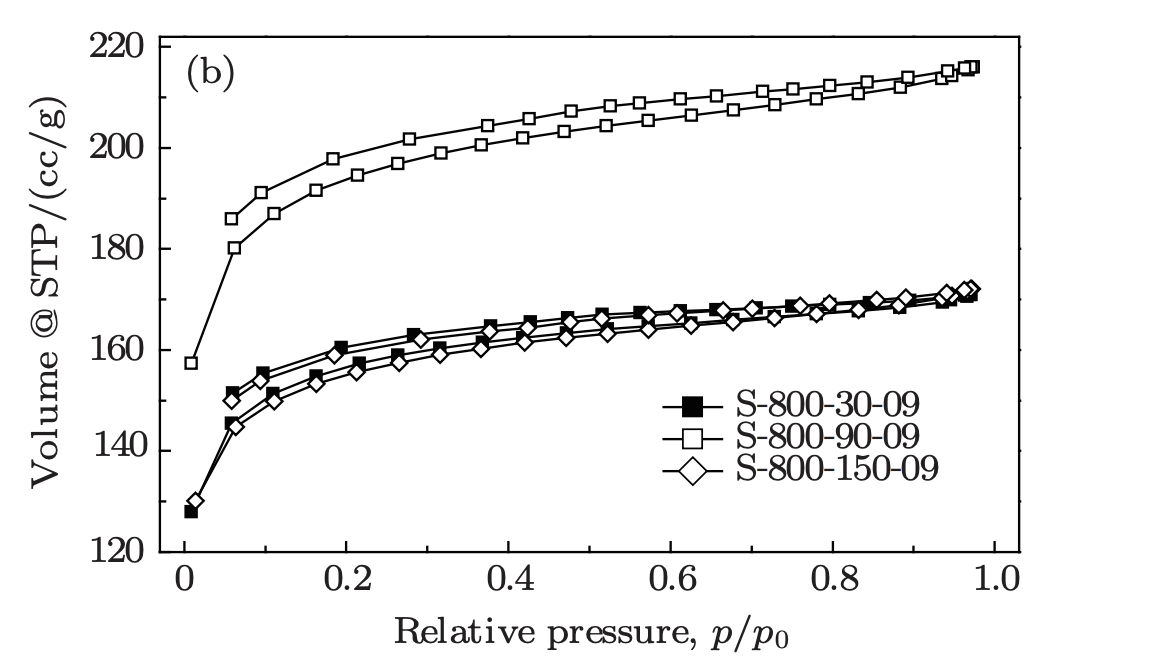 (b)
220
200
180
160
140
120
Volume @ STP/(cc/g)
S-800-30-09
S-800-90-09
S-800-150-09
0 0.2 0.4 0.6 0.8 1.0
Relative pressure, p/p₀